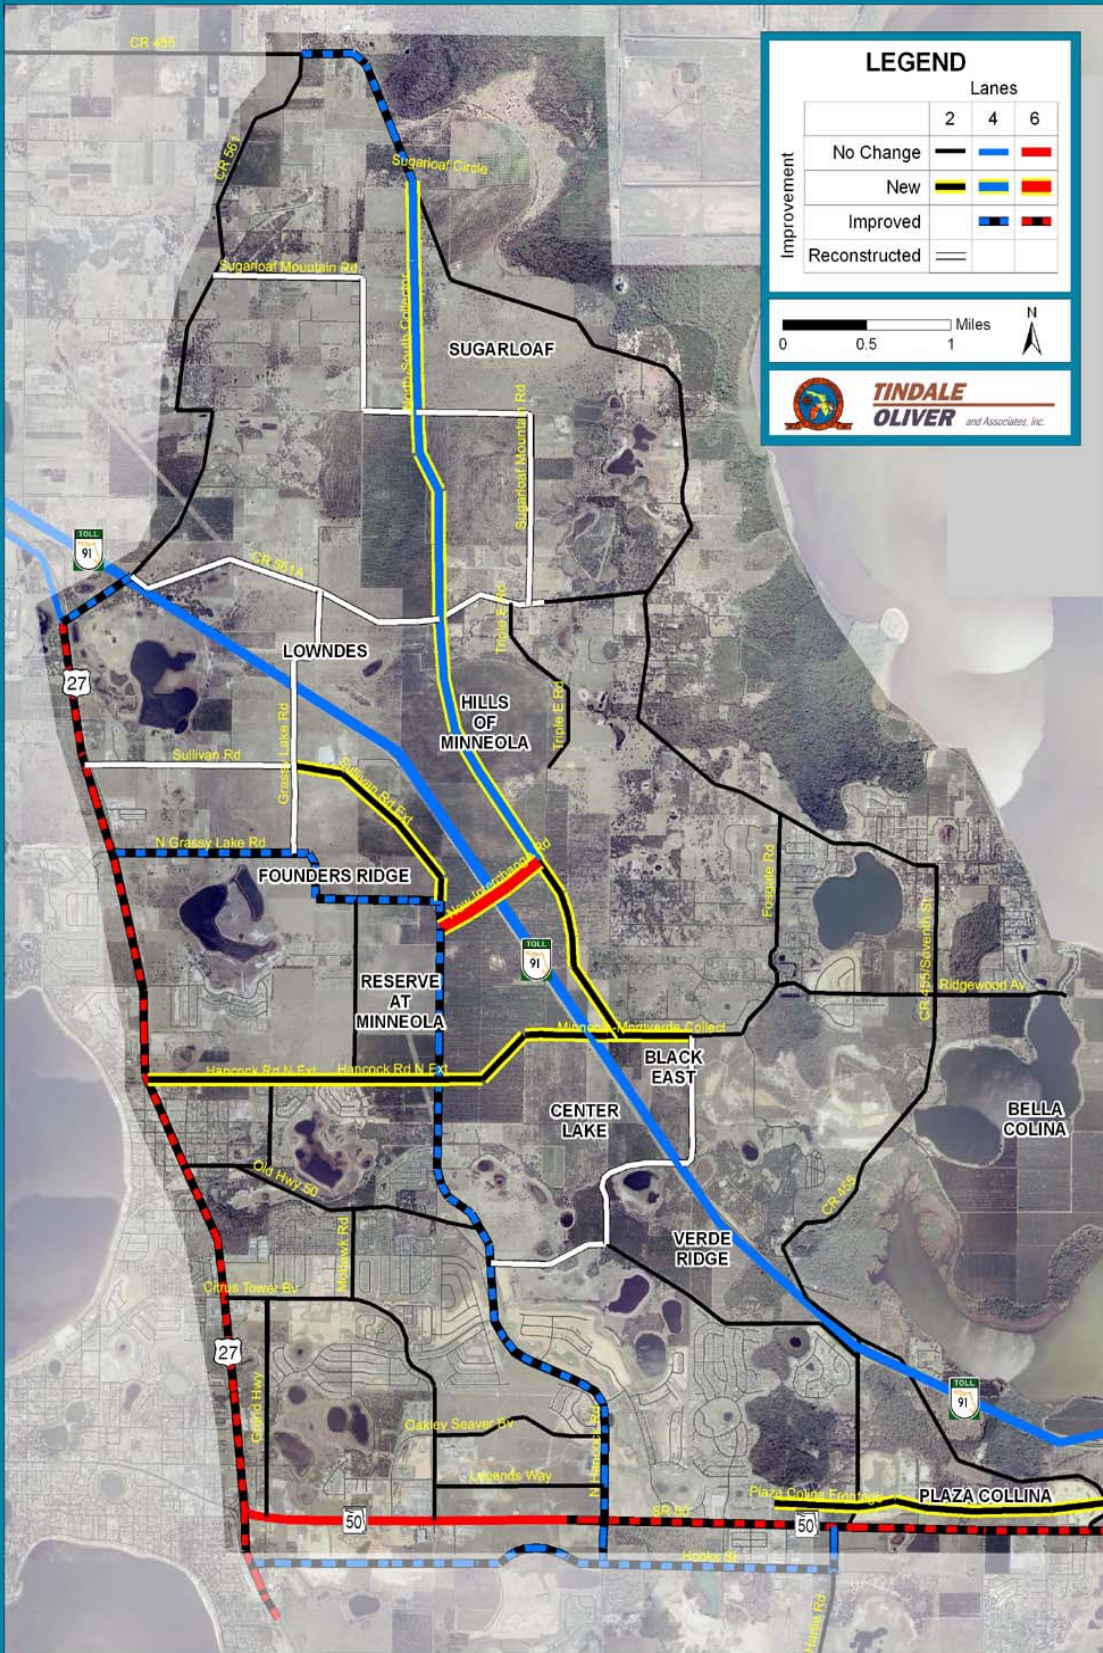 LEGEND
Lanes
2 4 6
Improvement
No Change
New
Improved
Reconstructed
Miles
0 0.5 1
N
TINDALE
OLIVER and Associates, Inc.
CR 455
CR 561
Sugarloaf Circle
Sugarloaf Mountain Rd
North-South Collector
SUGARLOAF
Sugarloaf Mountain Rd
TOLL
91
CR 561A
Triple E Rd
LOWNDES
27
HILLS
OF
MINNEOLA
Triple E Rd
Grassy Lake Rd
Sullivan Rd
Sullivan Rd Ext
N Grassy Lake Rd
FOUNDERS RIDGE
New Interchange Rd
Fosgate Rd
CR 455/Seventh St
TOLL
91
RESERVE
AT
MINNEOLA
Ridgewood Av
Minneola-Montverde Collect
BLACK
EAST
Hancock Rd N Ext
Hancock Rd N Ext
CENTER
LAKE
BELLA
COLINA
Old Hwy 50
Mohawk Rd
CR 455
VERDE
RIDGE
Citrus Tower Bv
27
Grand Hwy
TOLL
91
Oakley Seaver Bv
N Hancock Rd
Legends Way
Plaza Colina Frontage
PLAZA COLLINA
50
SR 50
50
Hooks St
Hartle Rd